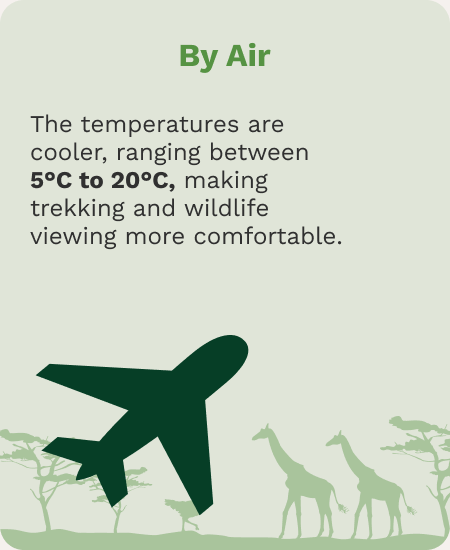 By Air
The temperatures are
cooler, ranging between
5°C to 20°C, making
trekking and wildlife
viewing more comfortable.